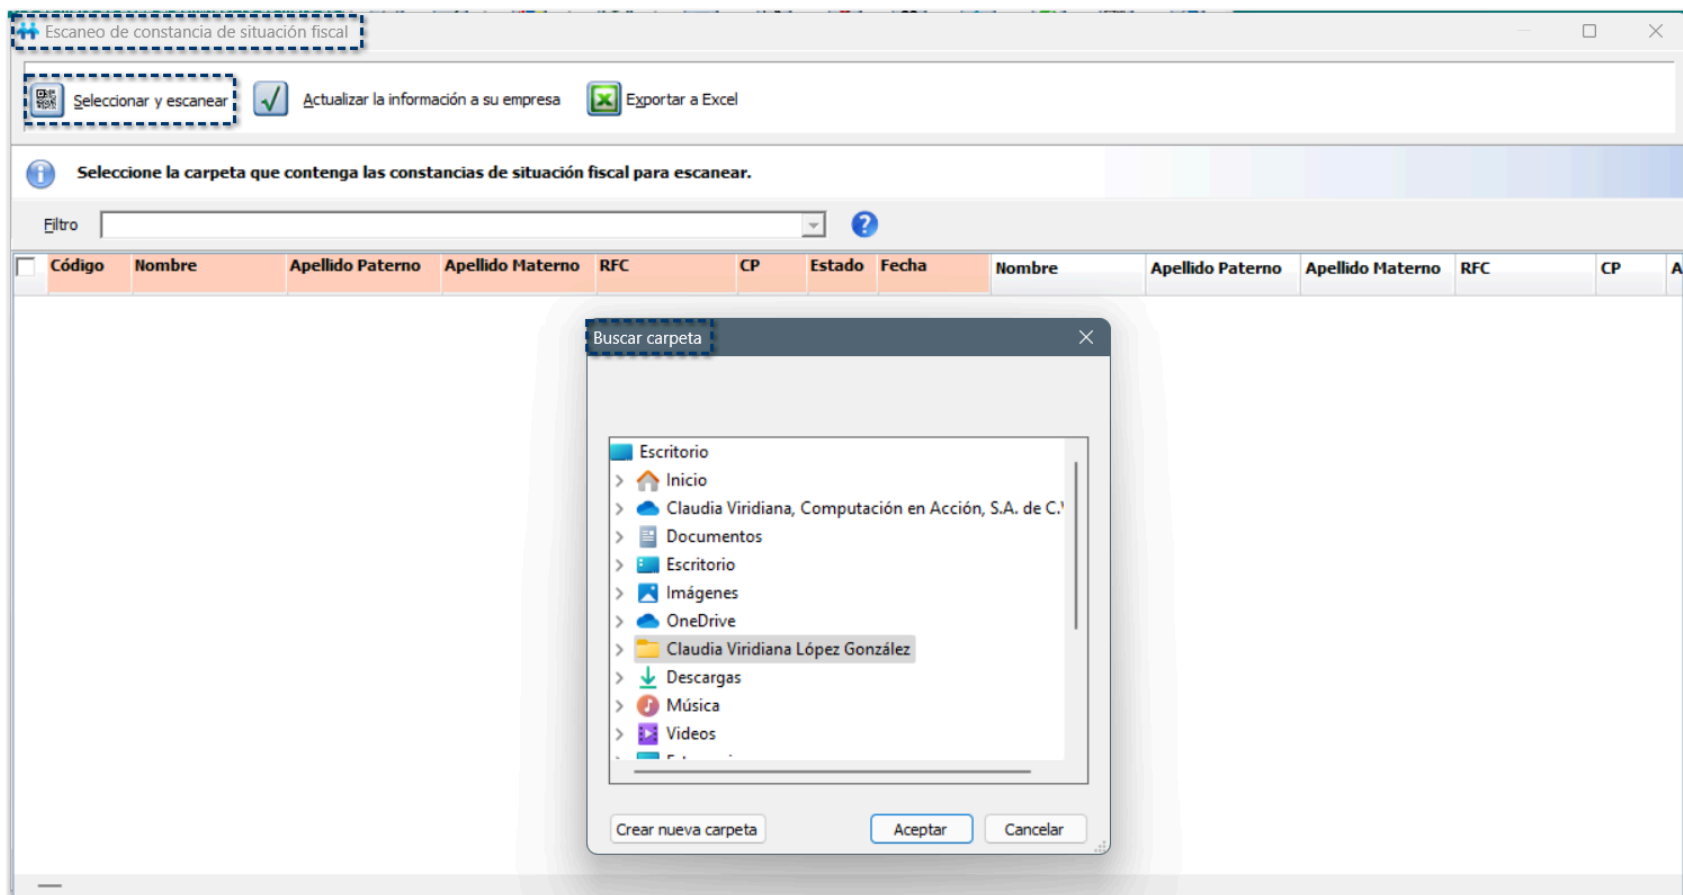 Escaneo de constancia de situación fiscal
Seleccionar y escanear
Actualizar la información a su empresa
Exportar a Excel
Seleccione la carpeta que contenga las constancias de situación fiscal para escanear.
Filtro
Código Nombre Apellido Paterno Apellido Materno RFC CP Estado Fecha Nombre Apellido Paterno Apellido Materno RFC CP A
Buscar carpeta
Escritorio
Inicio
Claudia Viridiana, Computación en Acción, S.A. de C.
Documentos
Escritorio
Imágenes
OneDrive
Claudia Viridiana López González
Descargas
Música
Videos
Crear nueva carpeta Aceptar Cancelar